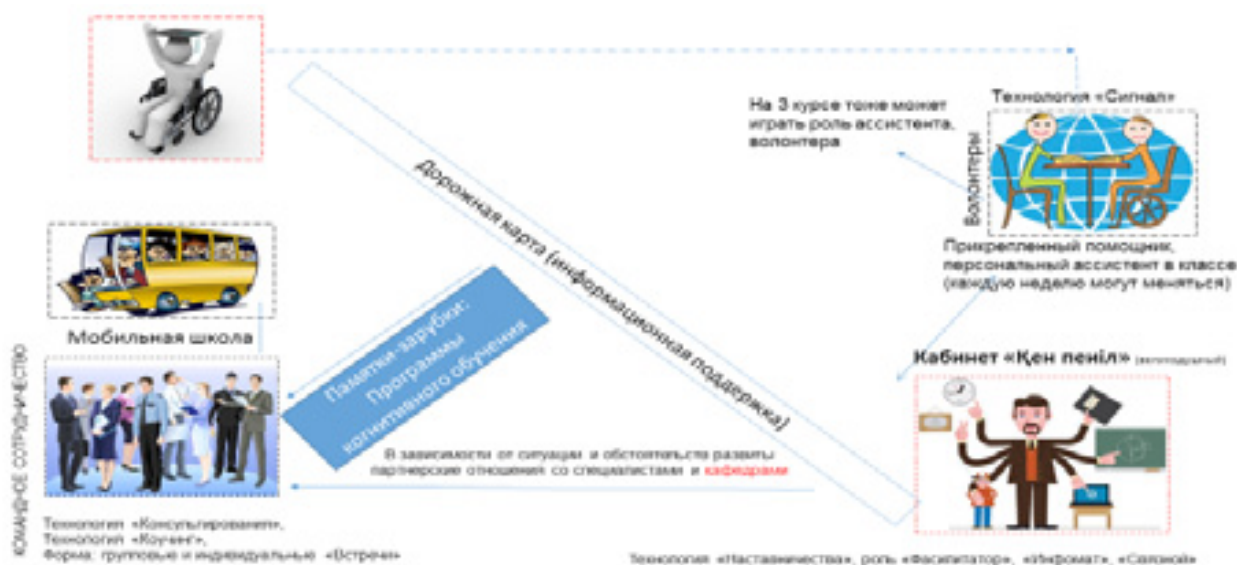 Технология «Сигнал»
На 3 курсе тоже может
играть роль ассистента,
волонтера
Волонтеры
Прикрепленный помощник,
персональный ассистент в классе
(каждую неделю могут меняться)
Дорожная карта (информационная поддержка)
Мобильная школа
Памятки-зарубки:
Программы
когнитивного обучения
Кабинет «Қең пеніл»
КОМАНДНОЕ СОТРУДНИЧЕСТВО
В зависимости от ситуации и обстоятельств развиты
партнерские отношения со специалистами и кафедрами
Технология «Консультирования»,
Технология «Коучинг»,
Форма: групповые и индивидуальные «Встречи»
Технология «Наставничества», роль «Фасилитатор», «Инфомат», «Связной»